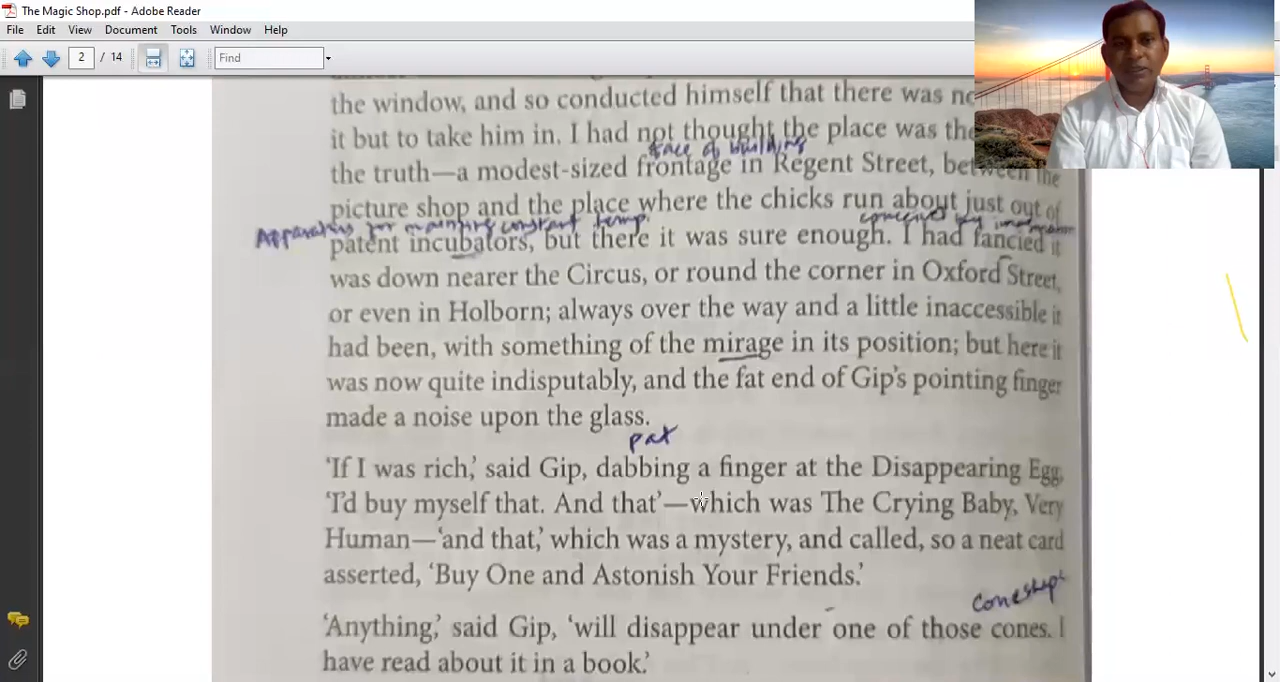 The Magic Shop.pdf - Adobe Reader
File Edit View Document Tools Window Help
2 / 14 Find
the window, and so conducted himself that there was
it but to take him in. I had not thought the place was
face of building
the truth—a modest-sized frontage in Regent Street, between the
picture shop and the place where the chicks run about just out of
Apparatus for constant temp. conceived by
patent incubators, but there it was sure enough. I had fancied it
was down nearer the Circus, or round the corner in Oxford Street,
or even in Holborn; always over the way and a little inaccessible it
had been, with something of the mirage in its position; but here it
was now quite indisputably, and the fat end of Gip's pointing finger
made a noise upon the glass.
pat
'If I was rich,' said Gip, dabbing a finger at the Disappearing Egg,
'I'd buy myself that. And that'—which was The Crying Baby, Very
Human—'and that,' which was a mystery, and called, so a neat card
asserted, 'Buy One and Astonish Your Friends.'
'Anything,' said Gip, 'will disappear under one of those cones. I
have read about it in a book.'